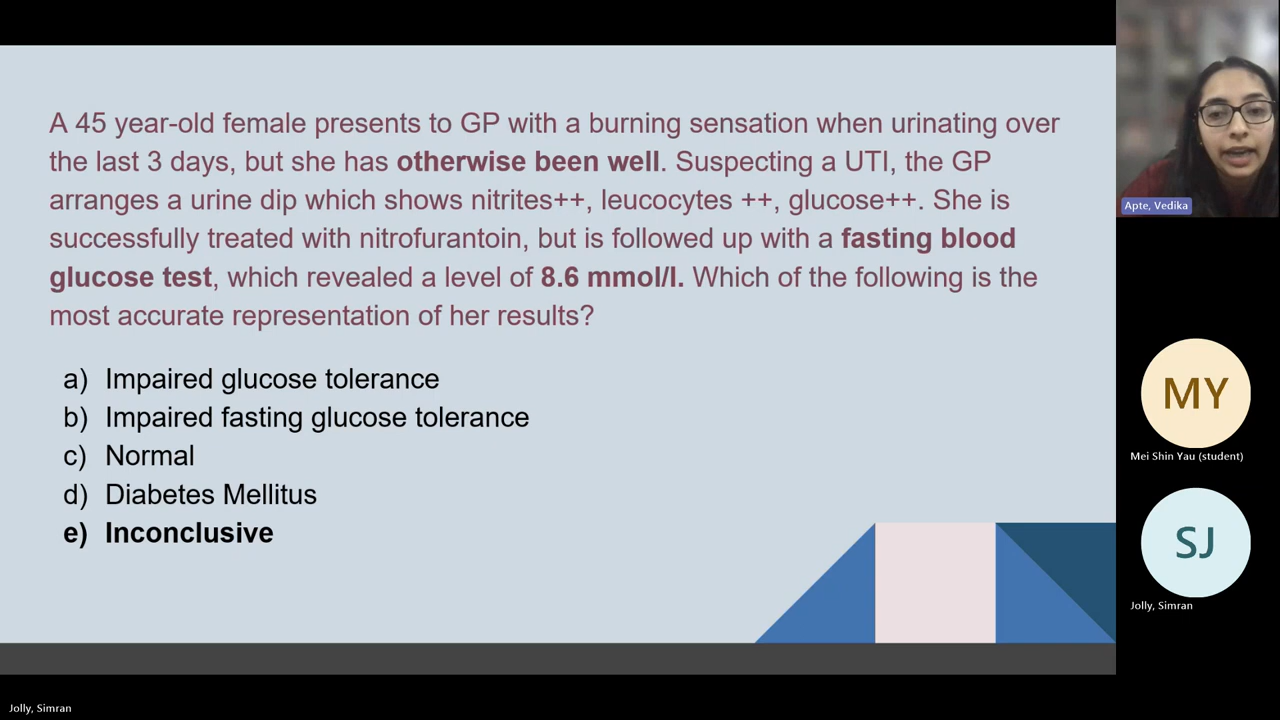 A 45 year-old female presents to GP with a burning sensation when urinating over
the last 3 days, but she has otherwise been well. Suspecting a UTI, the GP
arranges a urine dip which shows nitrites++, leucocytes ++, glucose++. She is
successfully treated with nitrofurantoin, but is followed up with a fasting blood
glucose test, which revealed a level of 8.6 mmol/l. Which of the following is the
most accurate representation of her results?
a) Impaired glucose tolerance
b) Impaired fasting glucose tolerance
c) Normal
d) Diabetes Mellitus
e) Inconclusive
Apte, Vedika
MY
Mei Shin Yau (student)
SJ
Jolly, Simran
Jolly, Simran